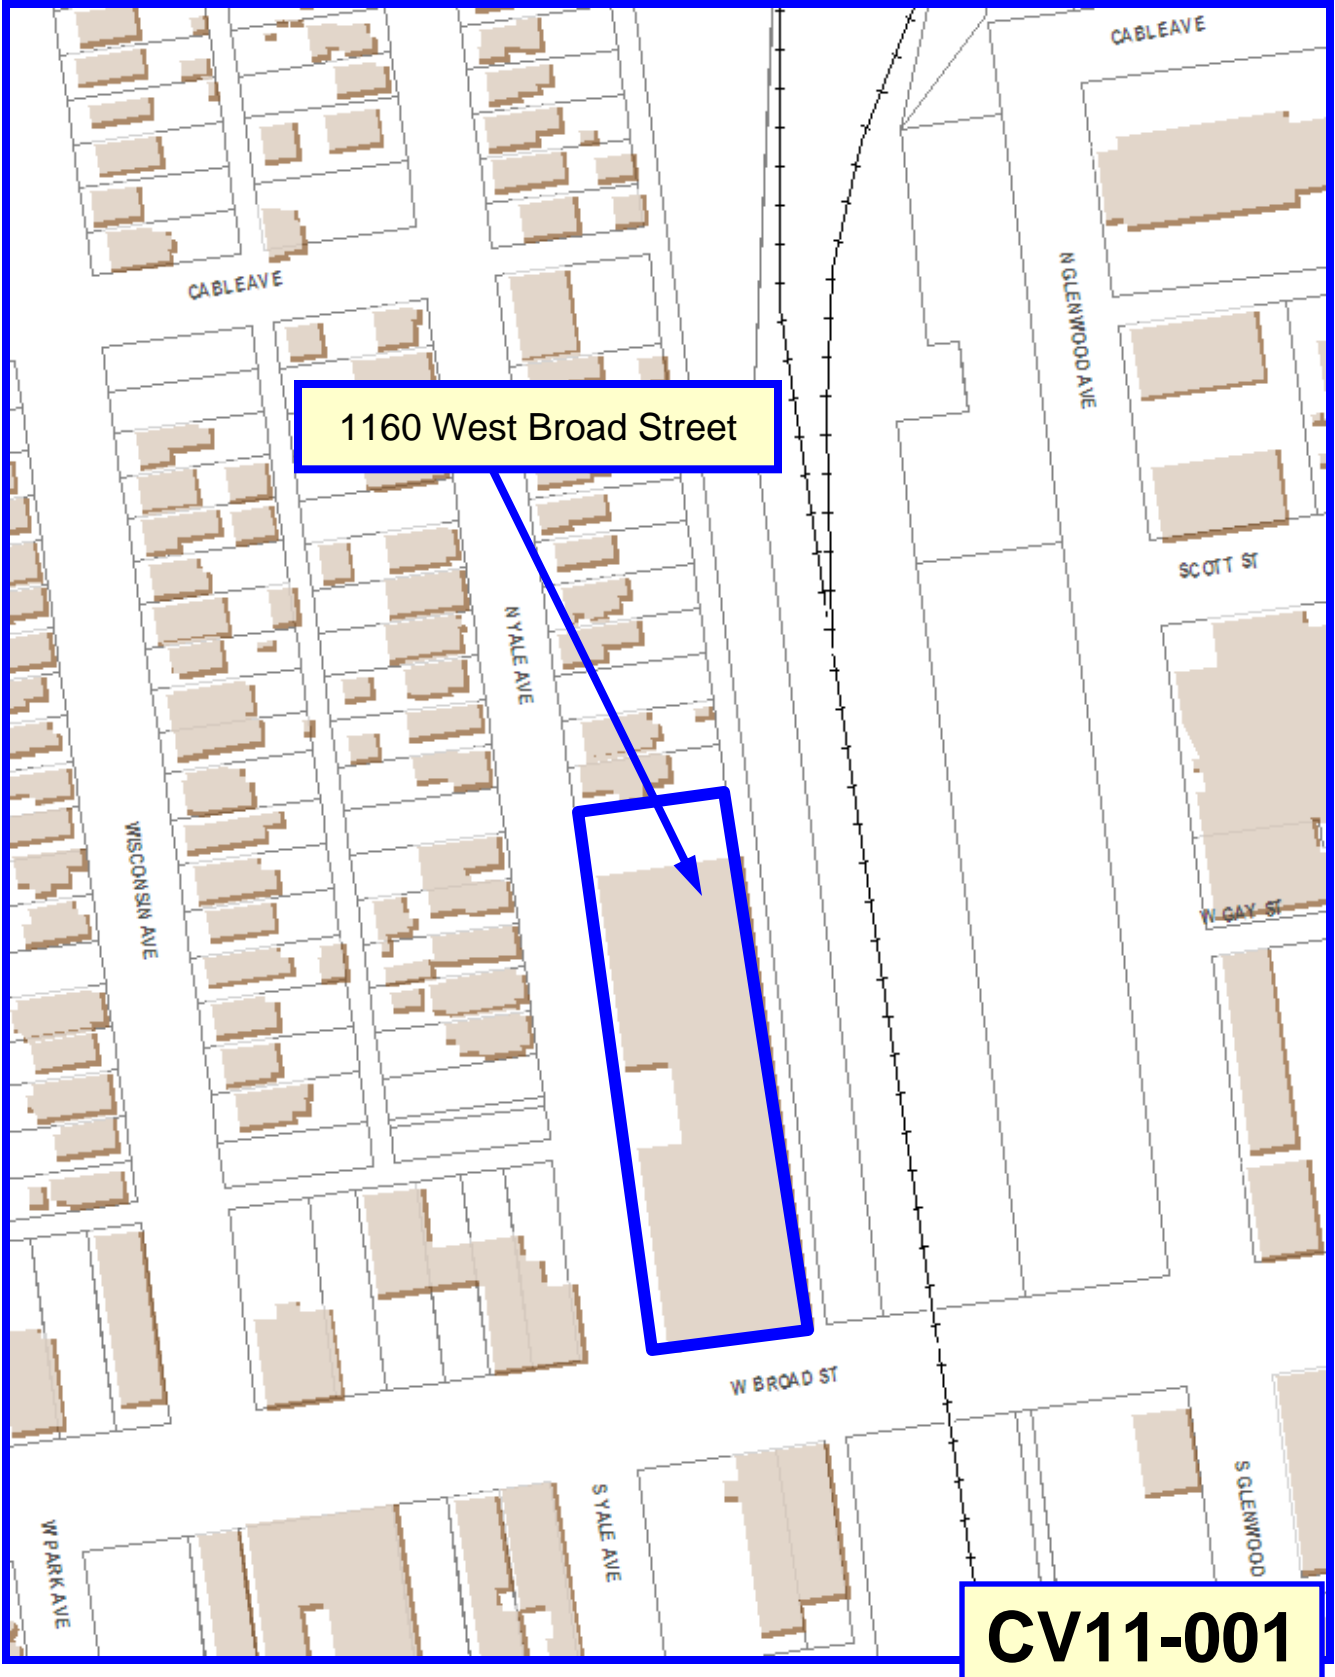 CABLE AVE
CABLE AVE
N GLENWOOD AVE
1160 West Broad Street
SCOTT ST
N YALE AVE
WISCONSIN AVE
W GAY ST
W BROAD ST
S YALE AVE
S GLENWOOD
W PARK AVE
CV11-001